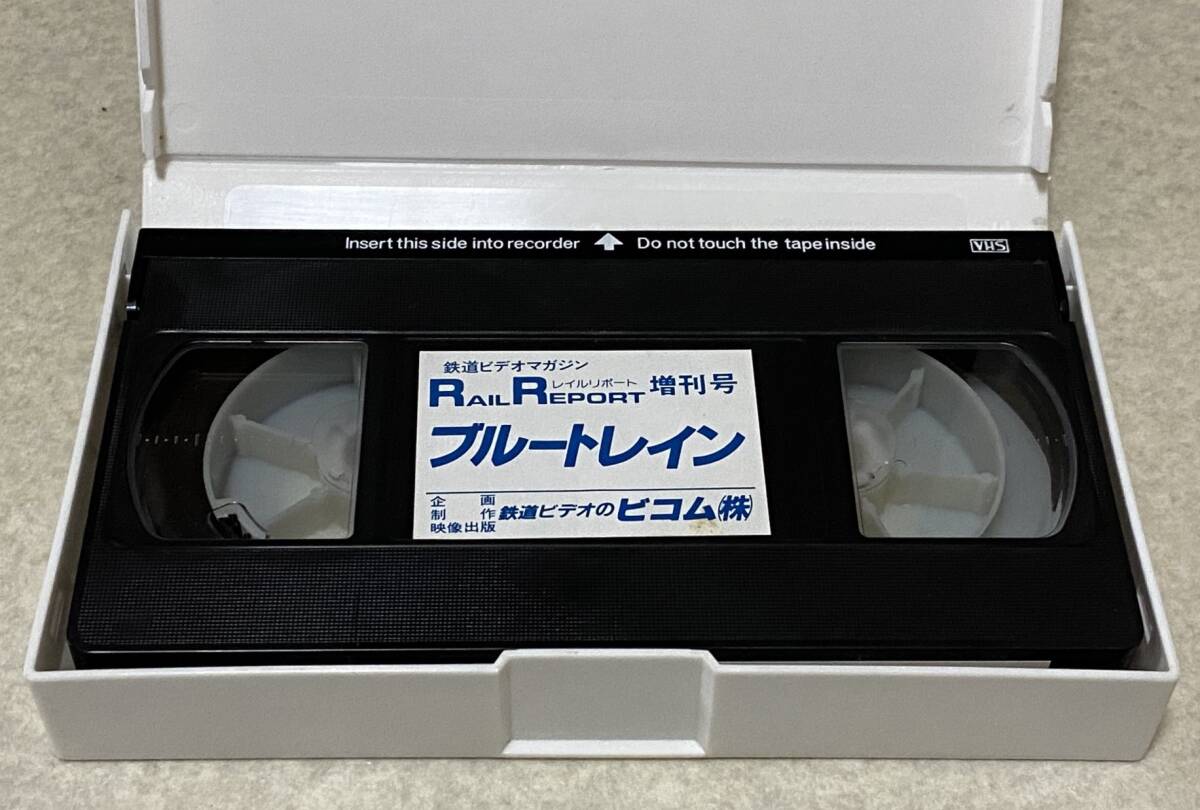 Insert this side into recorder ⇧ Do not touch the tape inside VHS
鉄道ビデオマガジン
RAIL REPORT レイルリポート 増刊号
ブルートレイン
企画
制作 鉄道ビデオのビコム(株)
映像出版